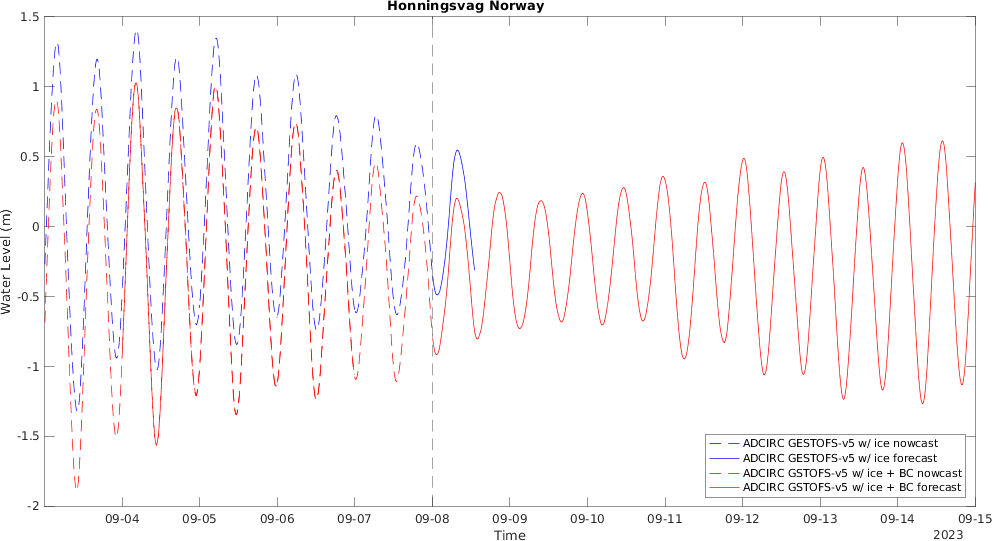 Honningsvag Norway
1.5
1
0.5
0
-0.5
-1
-1.5
-2
Water Level (m)
ADCIRC GESTOFS-v5 w/ ice nowcast
ADCIRC GESTOFS-v5 w/ ice forecast
ADCIRC GSTOFS-v5 w/ ice + BC nowcast
ADCIRC GSTOFS-v5 w/ ice + BC forecast
09-04 09-05 09-06 09-07 09-08 09-09 09-10 09-11 09-12 09-13 09-14 09-15
Time
2023